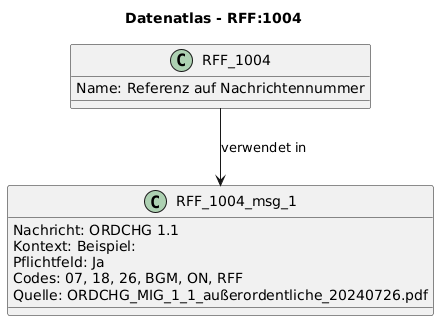 Datenatlas - RFF:1004
C RFF_1004
Name: Referenz auf Nachrichtennummer
verwendet in
C RFF_1004_msg_1
Nachricht: ORDCHG 1.1
Kontext: Beispiel:
Pflichtfeld: Ja
Codes: 07, 18, 26, BGM, ON, RFF
Quelle: ORDCHG_MIG_1_1_außerordentliche_20240726.pdf